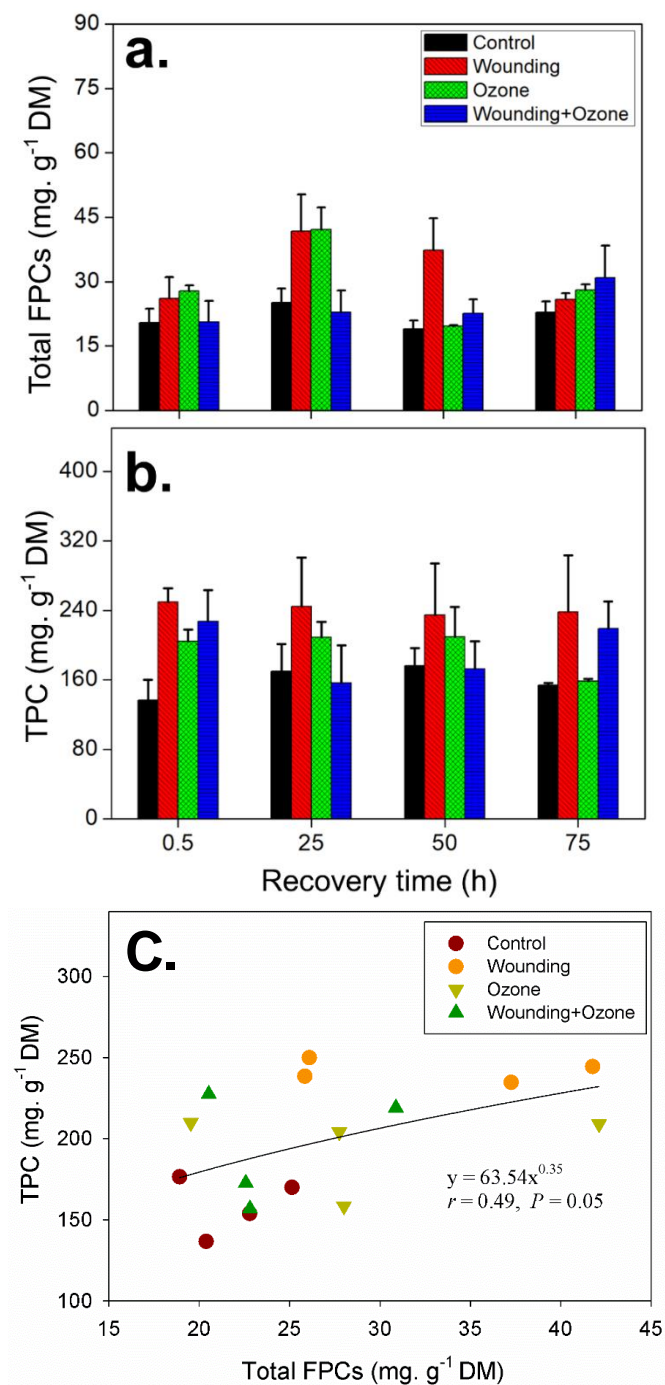 a.
Control
Wounding
Ozone
Wounding+Ozone
Total FPCs (mg. g⁻¹ DM)
90
75
60
45
30
15
0
b.
TPC (mg. g⁻¹ DM)
400
320
240
160
80
0
0.5 25 50 75
Recovery time (h)
C.
Control
Wounding
Ozone
Wounding+Ozone
TPC (mg. g⁻¹ DM)
300
250
200
150
100
y = 63.54x^0.35
r = 0.49, P = 0.05
20 25 30 35 40 45
Total FPCs (mg. g⁻¹ DM)